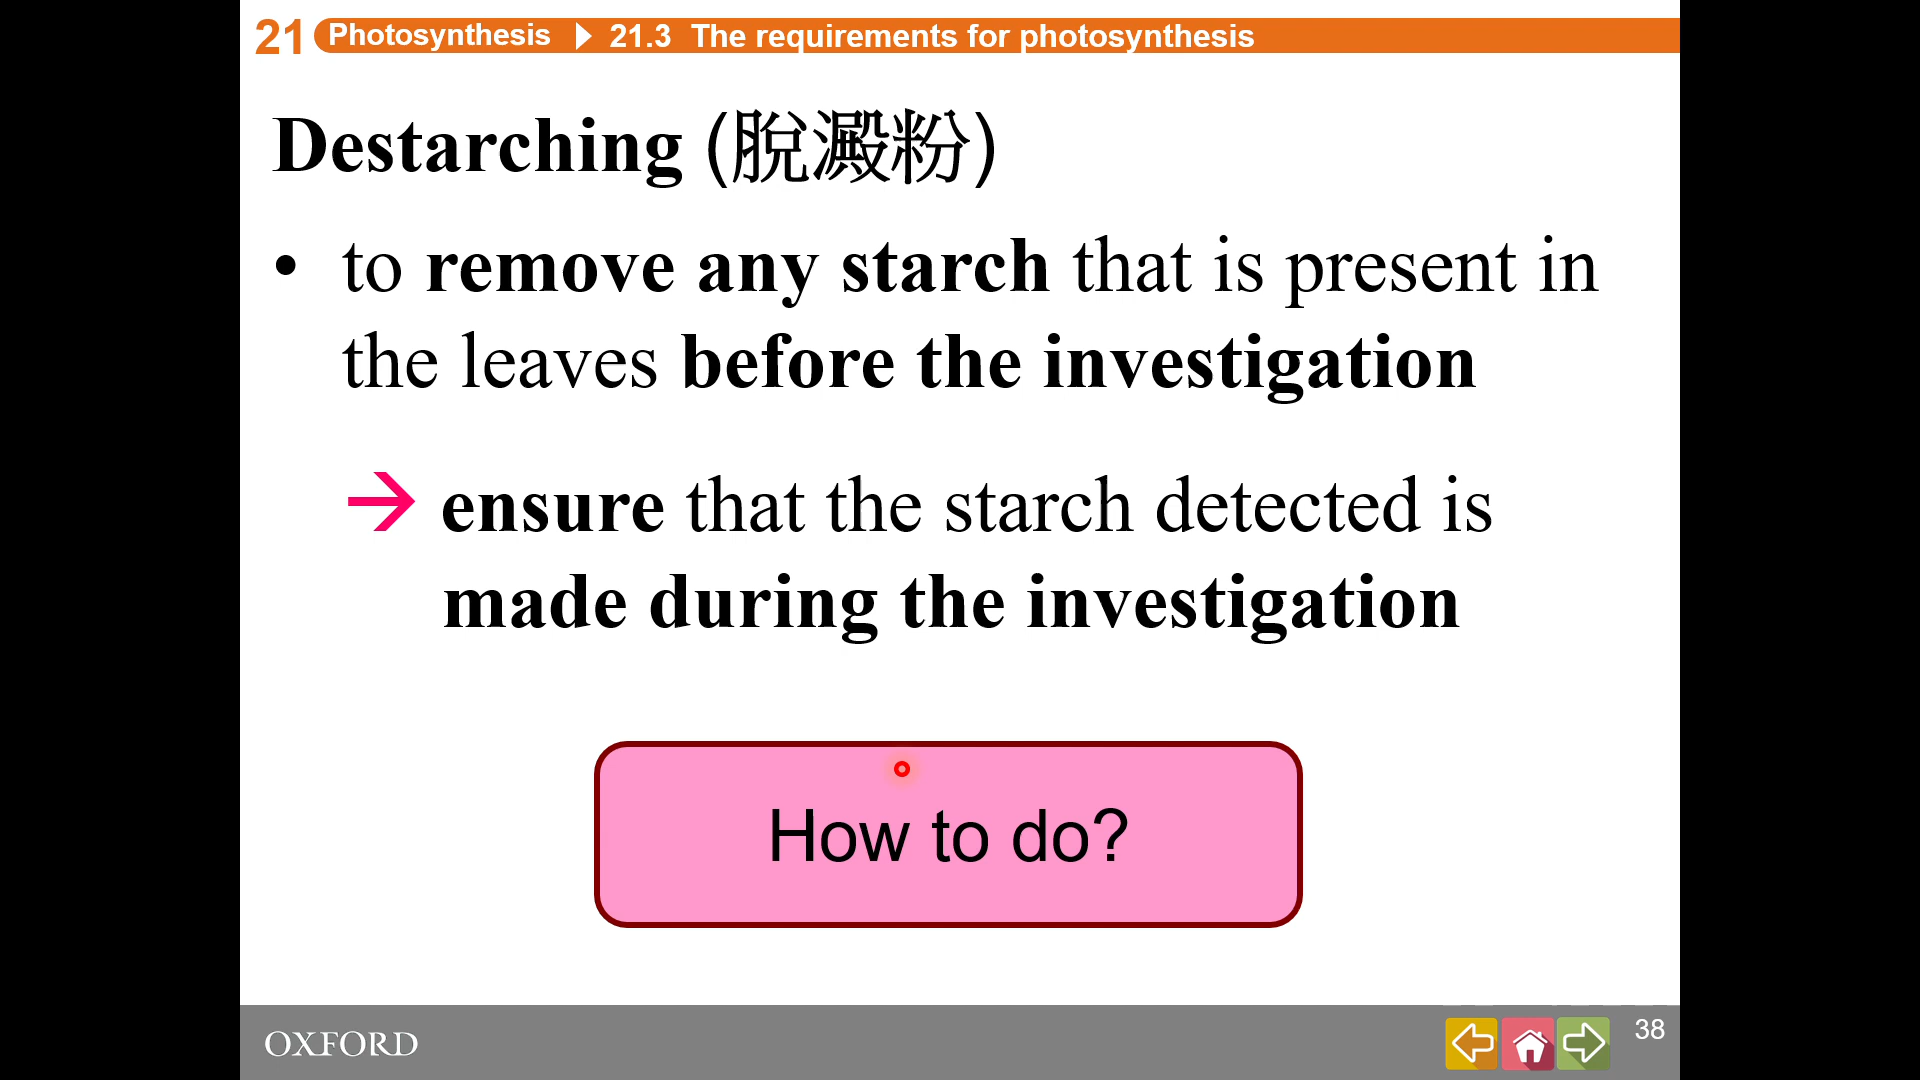 21 Photosynthesis 21.3 The requirements for photosynthesis
Destarching (脫澱粉)
• to remove any starch that is present in
the leaves before the investigation
→ ensure that the starch detected is
made during the investigation
How to do?
OXFORD
38